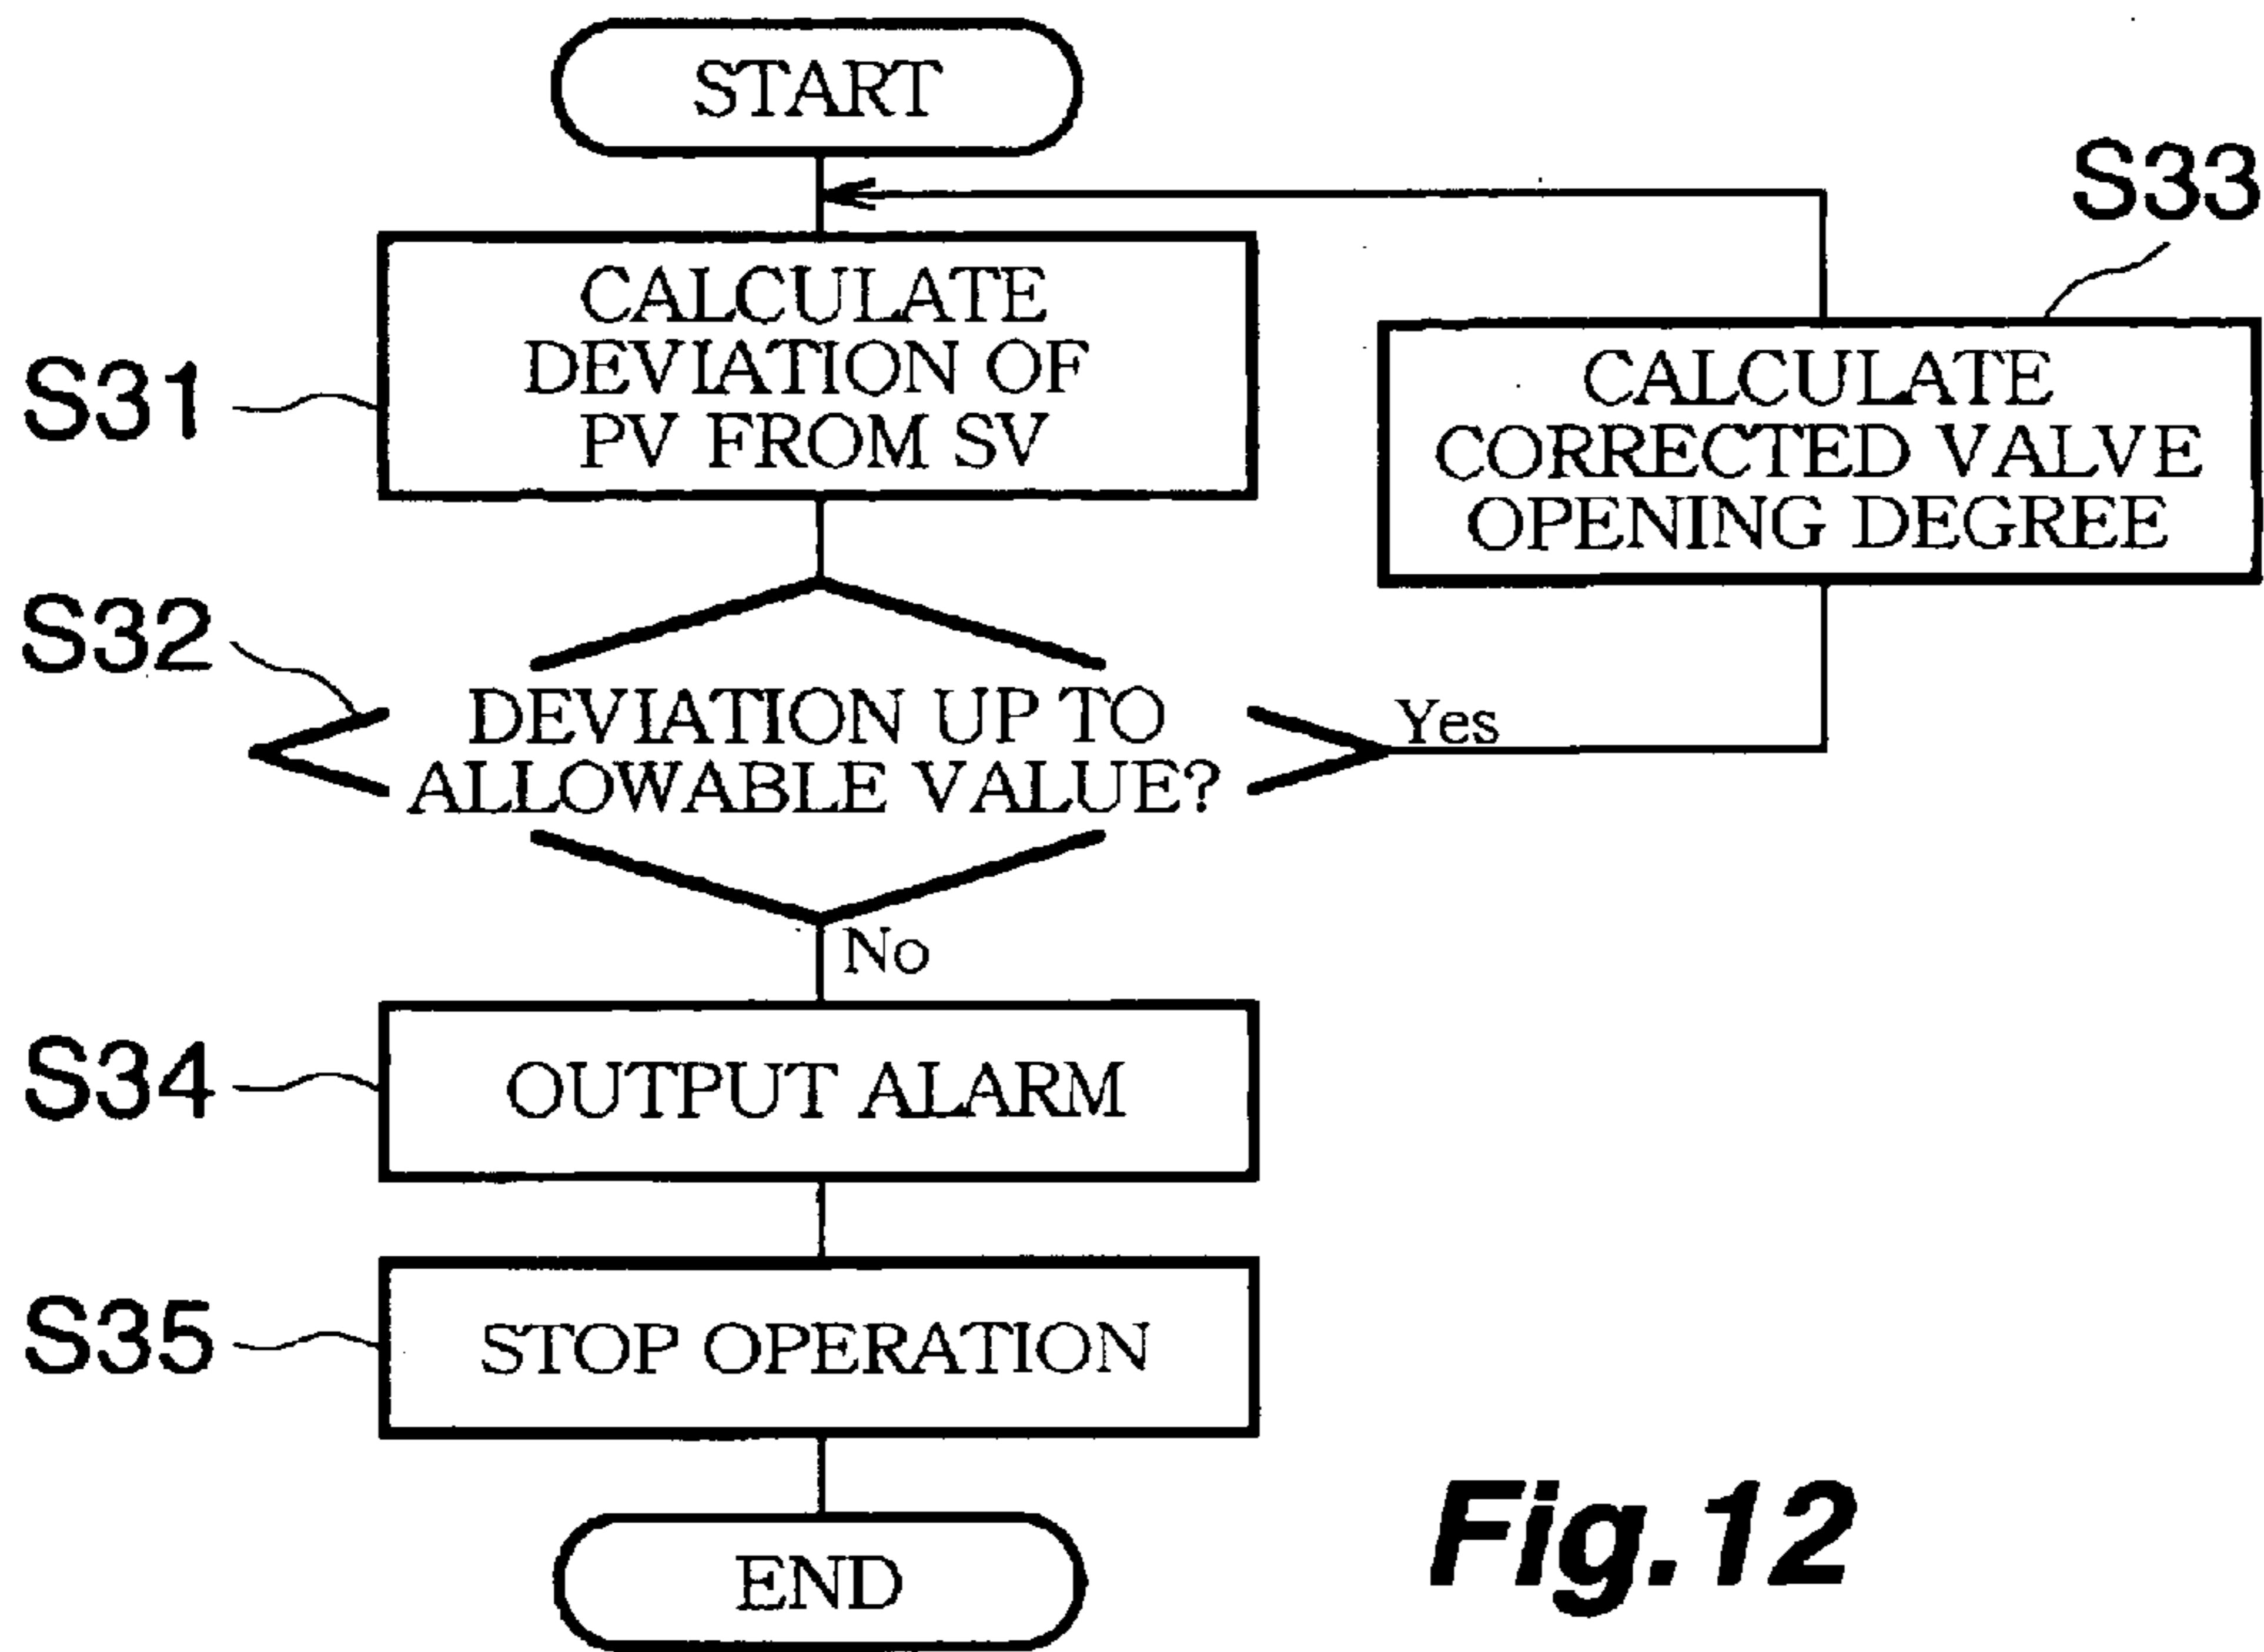 START
S33
CALCULATE
DEVIATION OF
PV FROM SV
S31
CALCULATE
CORRECTED VALVE
OPENING DEGREE
S32
DEVIATION UP TO
ALLOWABLE VALUE?
Yes
No
S34
OUTPUT ALARM
S35
STOP OPERATION
END
Fig.12